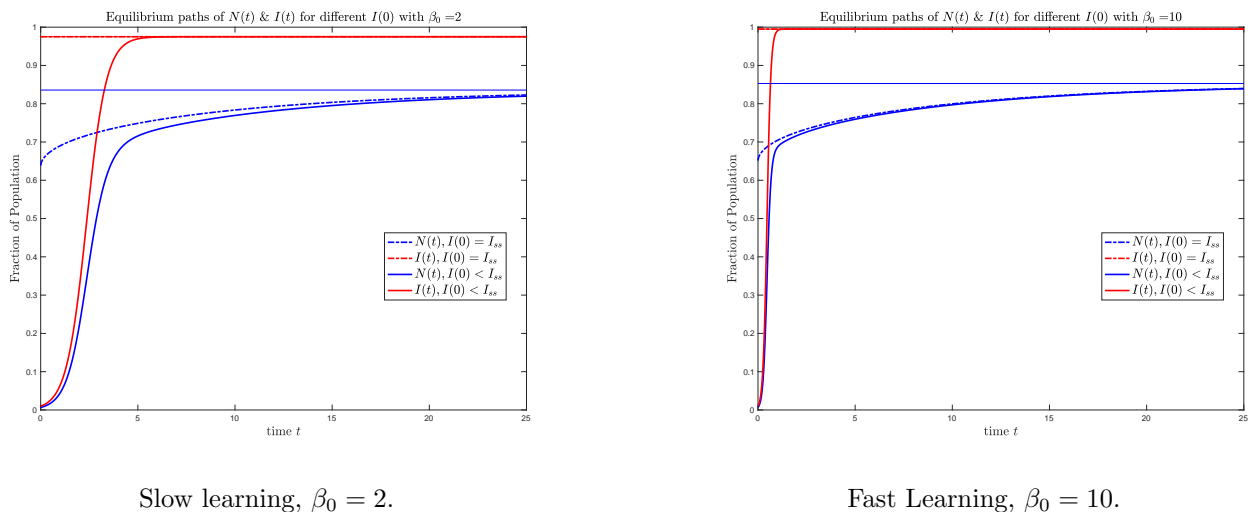 Equilibrium paths of N(t) & I(t) for different I(0) with β₀ =2
Fraction of Population
1
0.9
0.8
0.7
0.6
0.5
0.4
0.3
0.2
0.1
0
0 5 10 15 20 25
time t
N(t), I(0) = Iₛₛ
I(t), I(0) = Iₛₛ
N(t), I(0) < Iₛₛ
I(t), I(0) < Iₛₛ
Slow learning, β₀ = 2.
Equilibrium paths of N(t) & I(t) for different I(0) with β₀ =10
Fraction of Population
1
0.9
0.8
0.7
0.6
0.5
0.4
0.3
0.2
0.1
0
0 5 10 15 20 25
time t
N(t), I(0) = Iₛₛ
I(t), I(0) = Iₛₛ
N(t), I(0) < Iₛₛ
I(t), I(0) < Iₛₛ
Fast Learning, β₀ = 10.